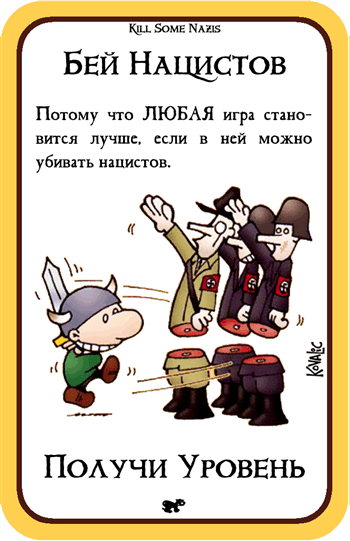 Kill Some Nazis
Бей Нацистов
Потому что ЛЮБАЯ игра стано-
вится лучше, если в ней можно
убивать нацистов.
Kovalic
Получи Уровень